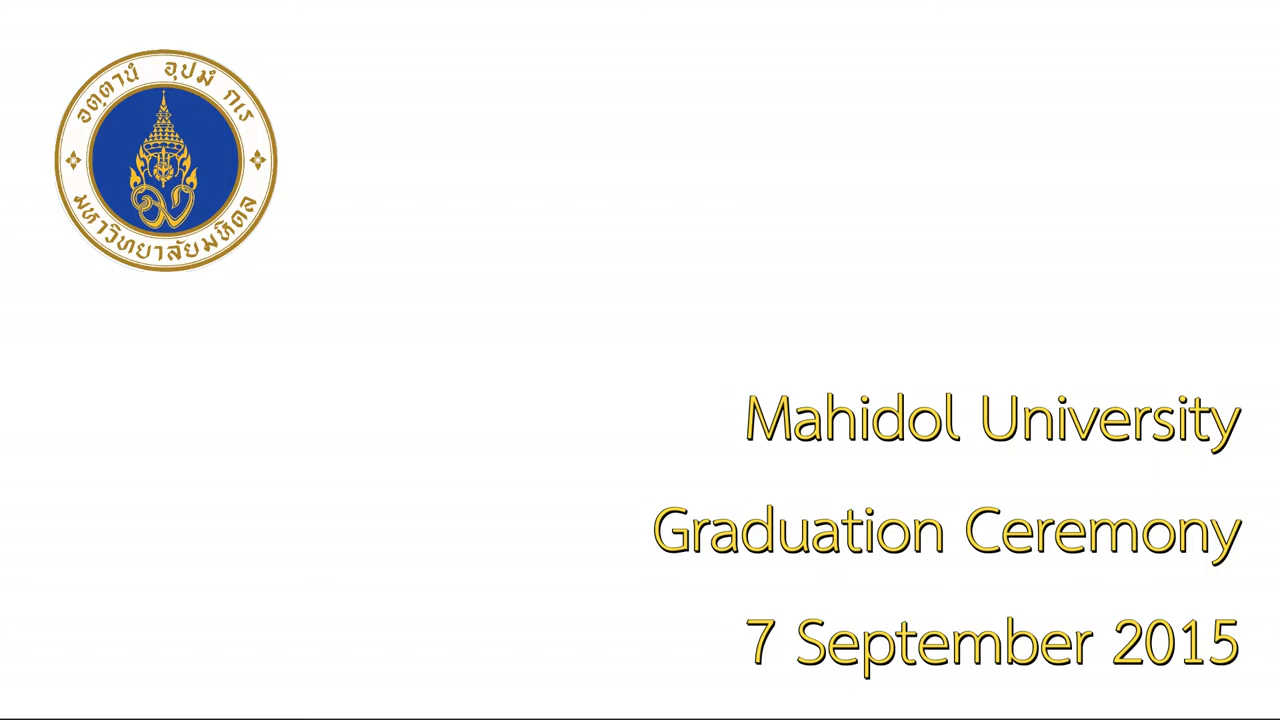 อตฺตานํ อุปมํ กเร
มหาวิทยาลัยมหิดล
Mahidol University
Graduation Ceremony
7 September 2015